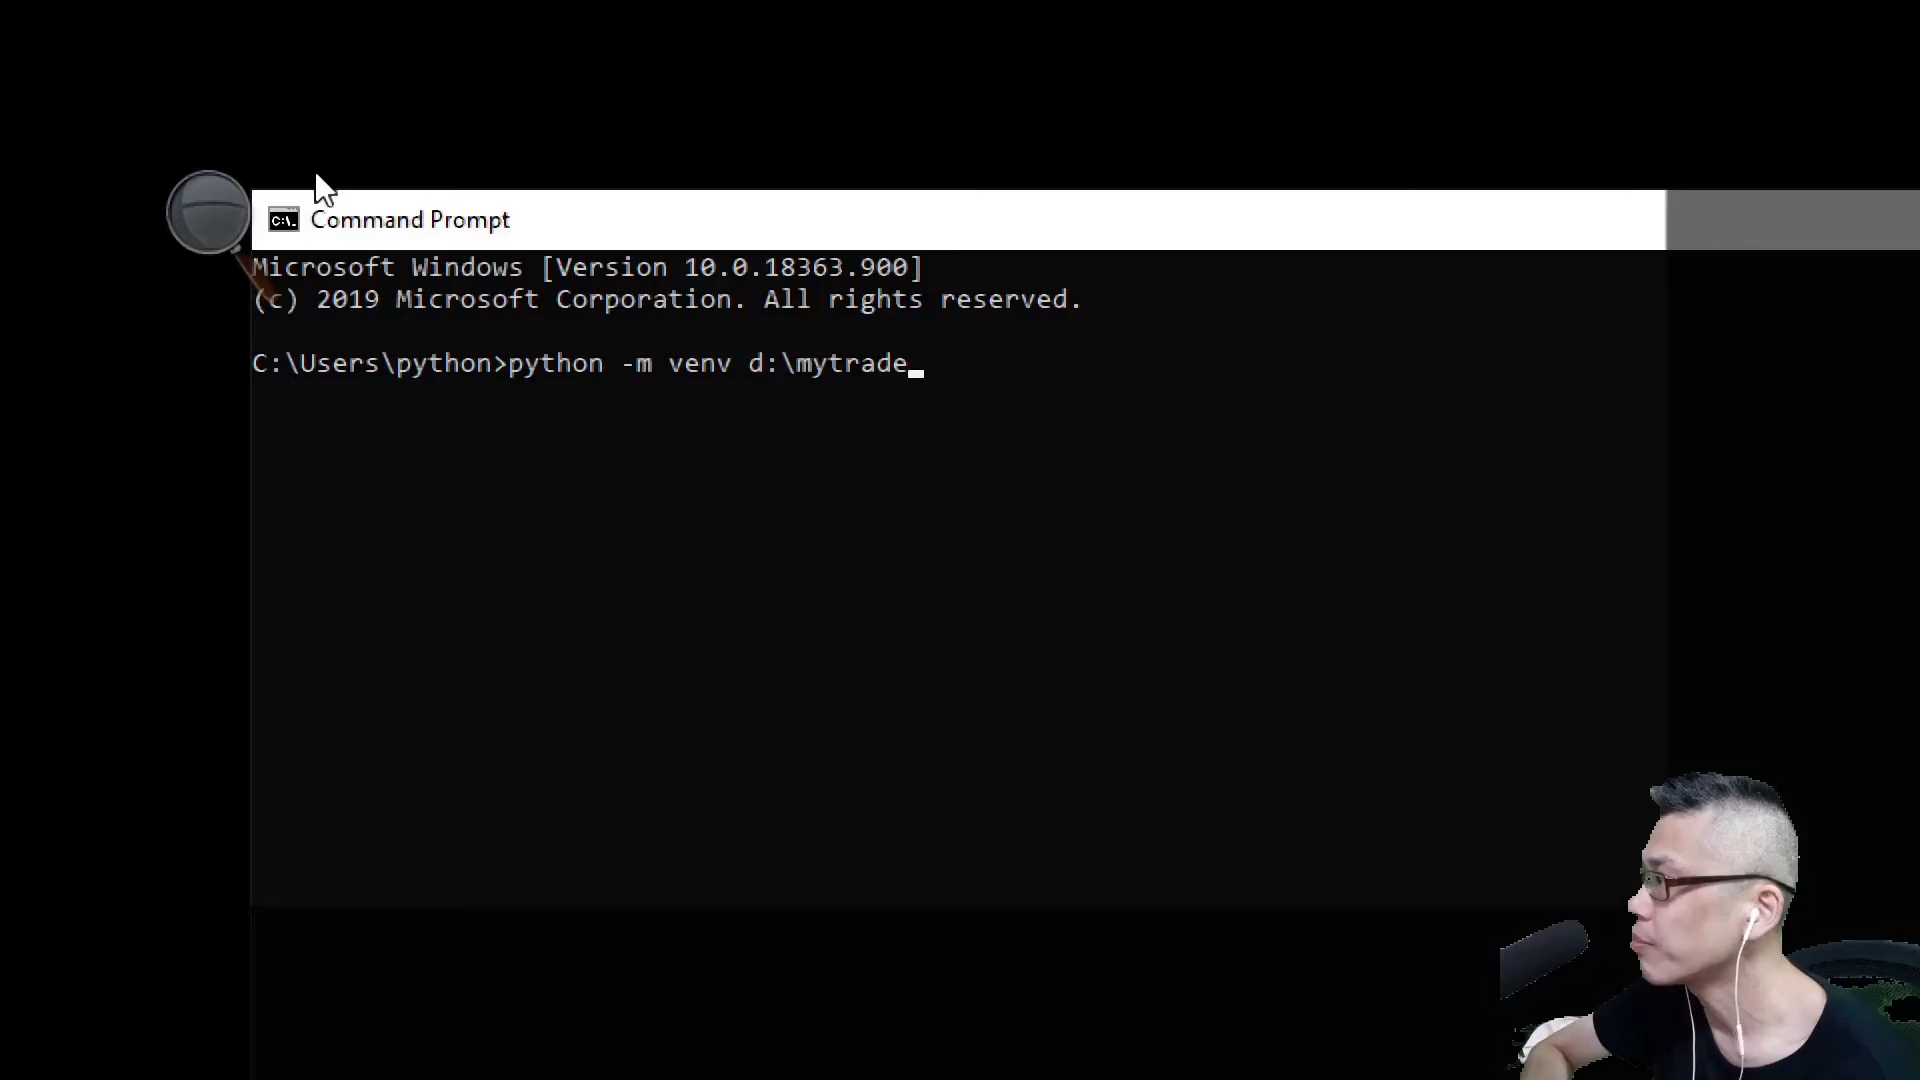 Command Prompt
Microsoft Windows [Version 10.0.18363.900]
(c) 2019 Microsoft Corporation. All rights reserved.
C:\Users\python>python -m venv d:\mytrade